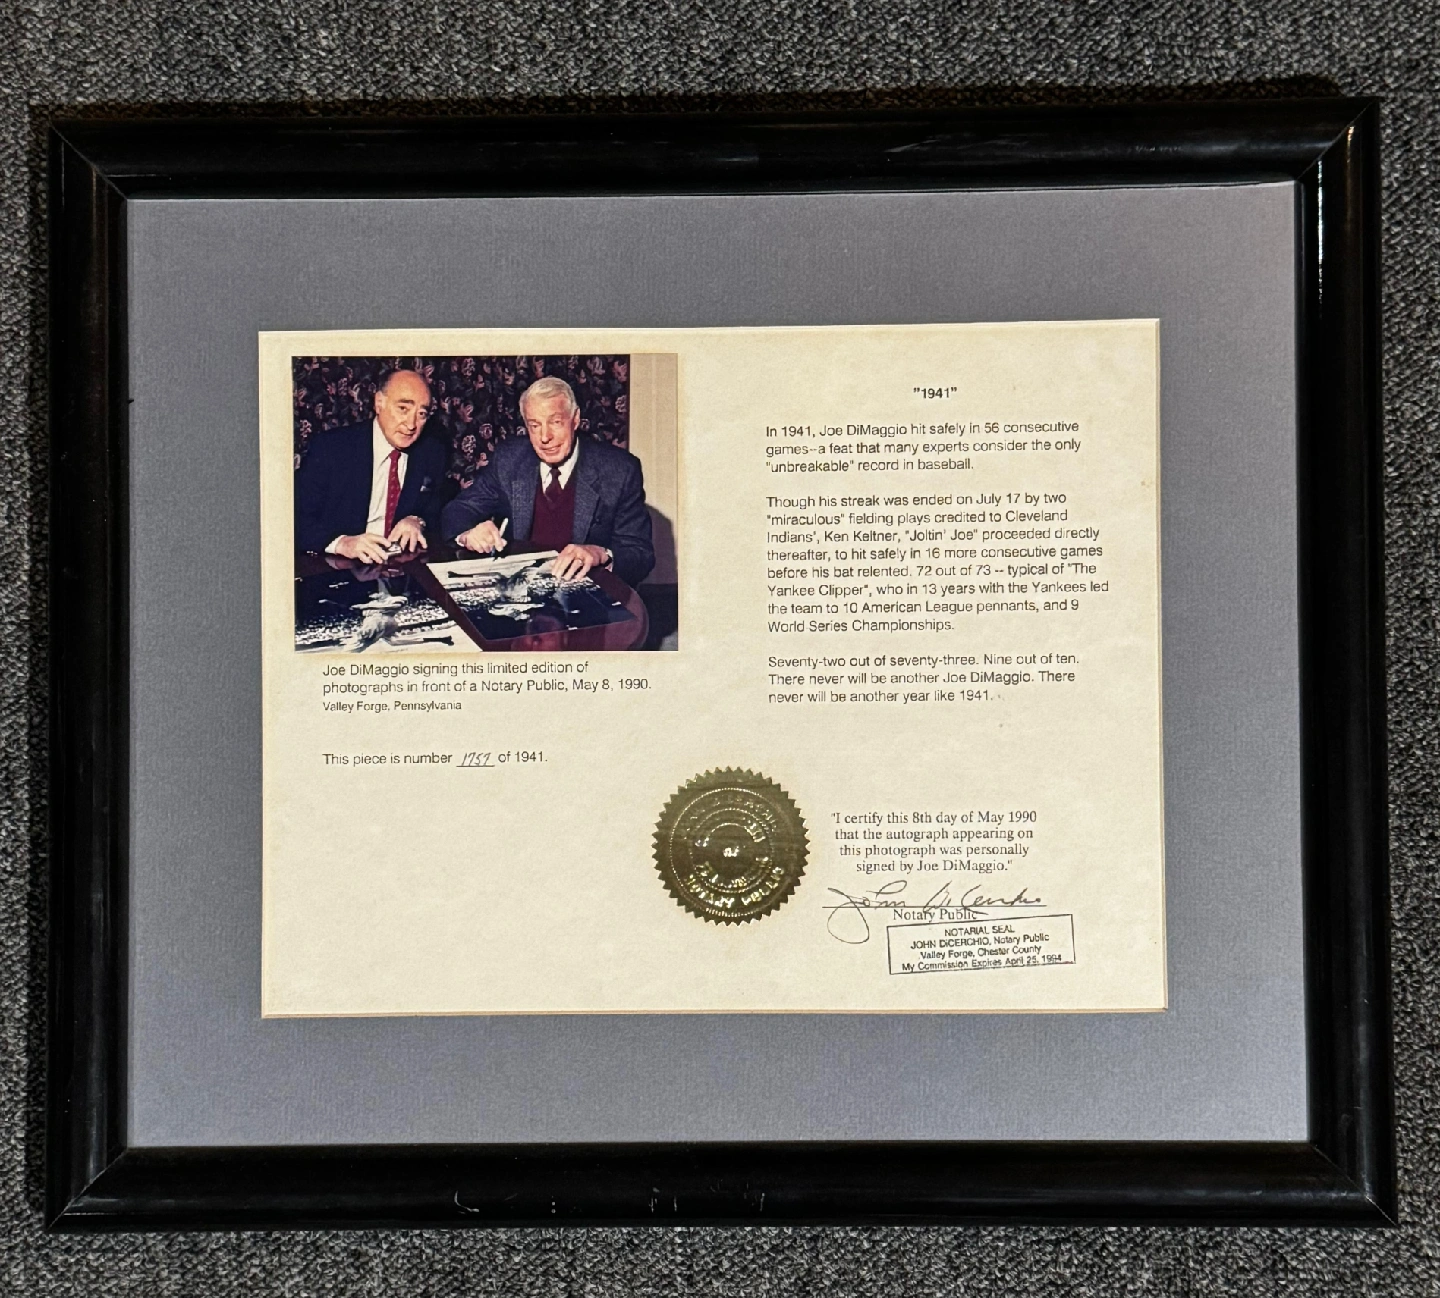 Joe DiMaggio signing this limited edition of
photographs in front of a Notary Public, May 8, 1990.
Valley Forge, Pennsylvania
This piece is number 1757 of 1941.
"1941"
In 1941, Joe DiMaggio hit safely in 56 consecutive
games--a feat that many experts consider the only
"unbreakable" record in baseball.
Though his streak was ended on July 17 by two
"miraculous" fielding plays credited to Cleveland
Indians', Ken Keltner, "Joltin' Joe" proceeded directly
thereafter, to hit safely in 16 more consecutive games
before his bat relented. 72 out of 73 -- typical of "The
Yankee Clipper", who in 13 years with the Yankees led
the team to 10 American League pennants, and 9
World Series Championships.
Seventy-two out of seventy-three. Nine out of ten.
There never will be another Joe DiMaggio. There
never will be another year like 1941.
"I certify this 8th day of May 1990
that the autograph appearing on
this photograph was personally
signed by Joe DiMaggio."
John DiCerchio
Notary Public
NOTARIAL SEAL
JOHN DiCERCHIO, Notary Public
Valley Forge, Chester County
My Commission Expires April 25, 1994
NOTARY PUBLIC